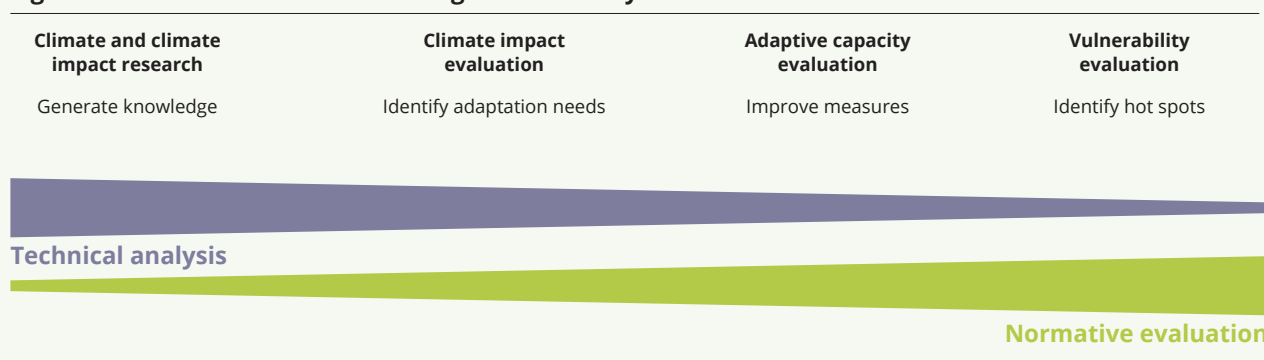 Climate and climate
impact research
Generate knowledge
Climate impact
evaluation
Identify adaptation needs
Adaptive capacity
evaluation
Improve measures
Vulnerability
evaluation
Identify hot spots
Technical analysis
Normative evaluation